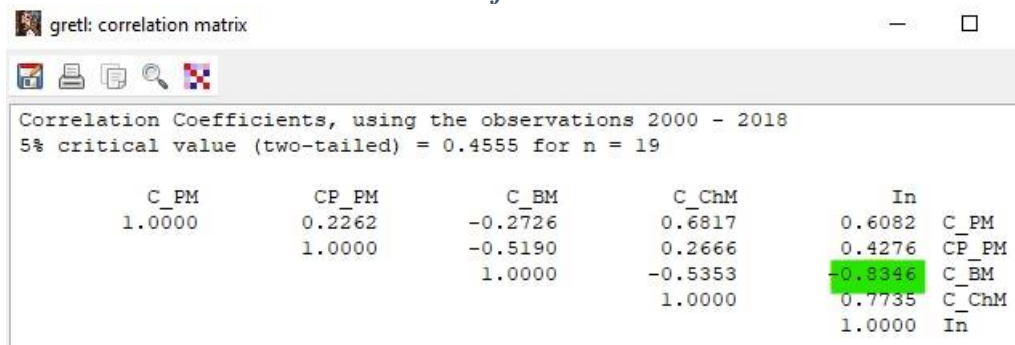 gretl: correlation matrix
Correlation Coefficients, using the observations 2000 - 2018
5% critical value (two-tailed) = 0.4555 for n = 19
C_PM CP_PM C_BM C_ChM In
1.0000 0.2262 -0.2726 0.6817 0.6082 C_PM
1.0000 -0.5190 0.2666 0.4276 CP_PM
1.0000 -0.5353 -0.8346 C_BM
1.0000 0.7735 C_ChM
1.0000 In